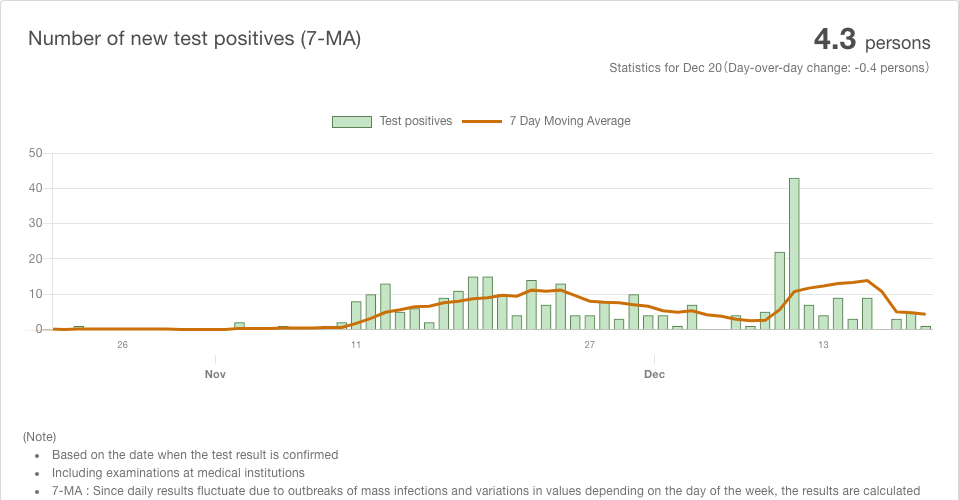 Number of new test positives (7-MA)
4.3 persons
Statistics for Dec 20(Day-over-day change: -0.4 persons)
Test positives 7 Day Moving Average
50
40
30
20
10
0
26 11 27 13
Nov Dec
(Note)
• Based on the date when the test result is confirmed
• Including examinations at medical institutions
• 7-MA : Since daily results fluctuate due to outbreaks of mass infections and variations in values depending on the day of the week, the results are calculated